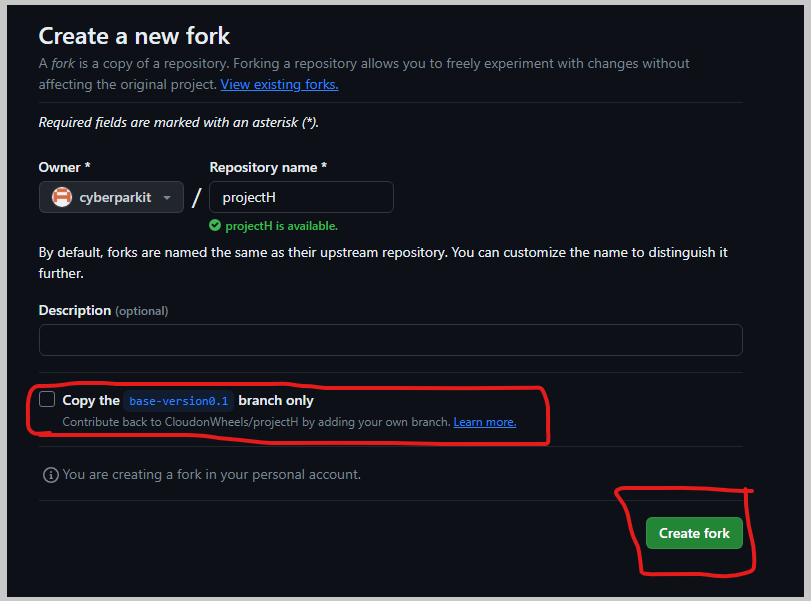 Create a new fork
A fork is a copy of a repository. Forking a repository allows you to freely experiment with changes without
affecting the original project. View existing forks.
Required fields are marked with an asterisk (*).
Owner *
Repository name *
cyberparkit / projectH
projectH is available.
By default, forks are named the same as their upstream repository. You can customize the name to distinguish it
further.
Description (optional)
Copy the base-version0.1 branch only
Contribute back to CloudonWheels/projectH by adding your own branch. Learn more.
You are creating a fork in your personal account.
Create fork